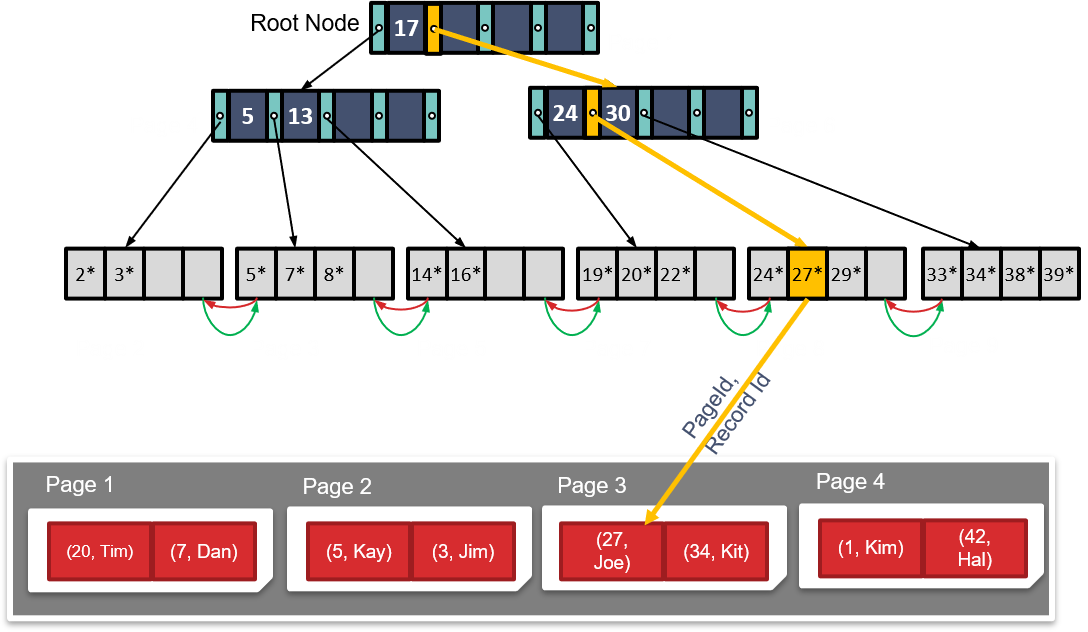 Root Node
17
5 13
24 30
2* 3*
5* 7* 8*
14* 16*
19* 20* 22*
24* 27* 29*
33* 34* 38* 39*
PageId,
Record Id
Page 1
(20, Tim) (7, Dan)
Page 2
(5, Kay) (3, Jim)
Page 3
(27,
Joe)
(34, Kit)
Page 4
(1, Kim)
(42,
Hal)